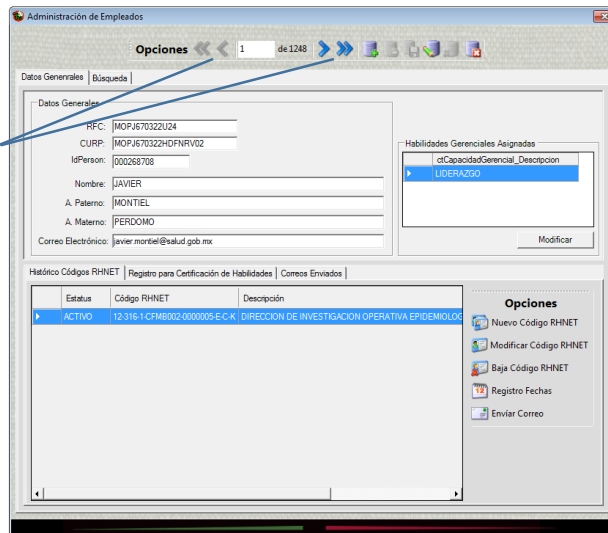 Administración de Empleados
Opciones 1 de 1248
Datos Genenrales Búsqueda
Datos Generales
RFC: MOPJ670322U24
CURP: MOPJ670322HDFNRV02
IdPerson: 000268708
Nombre: JAVIER
A. Paterno: MONTIEL
A. Materno: PERDOMO
Correo Electrónico: javier.montiel@salud.gob.mx
Habilidades Gerenciales Asignadas
ctCapacidadGerencial_Descripcion
LIDERAZGO
Modificar
Histórico Códigos RHNET Registro para Certificación de Habilidades Correos Enviados
Estatus Código RHNET Descripción
ACTIVO 12-316-1-CFMB002-0000005-E-C-K DIRECCION DE INVESTIGACION OPERATIVA EPIDEMIOLOG
Opciones
Nuevo Código RHNET
Modificar Código RHNET
Baja Código RHNET
12 Registro Fechas
Envíar Correo